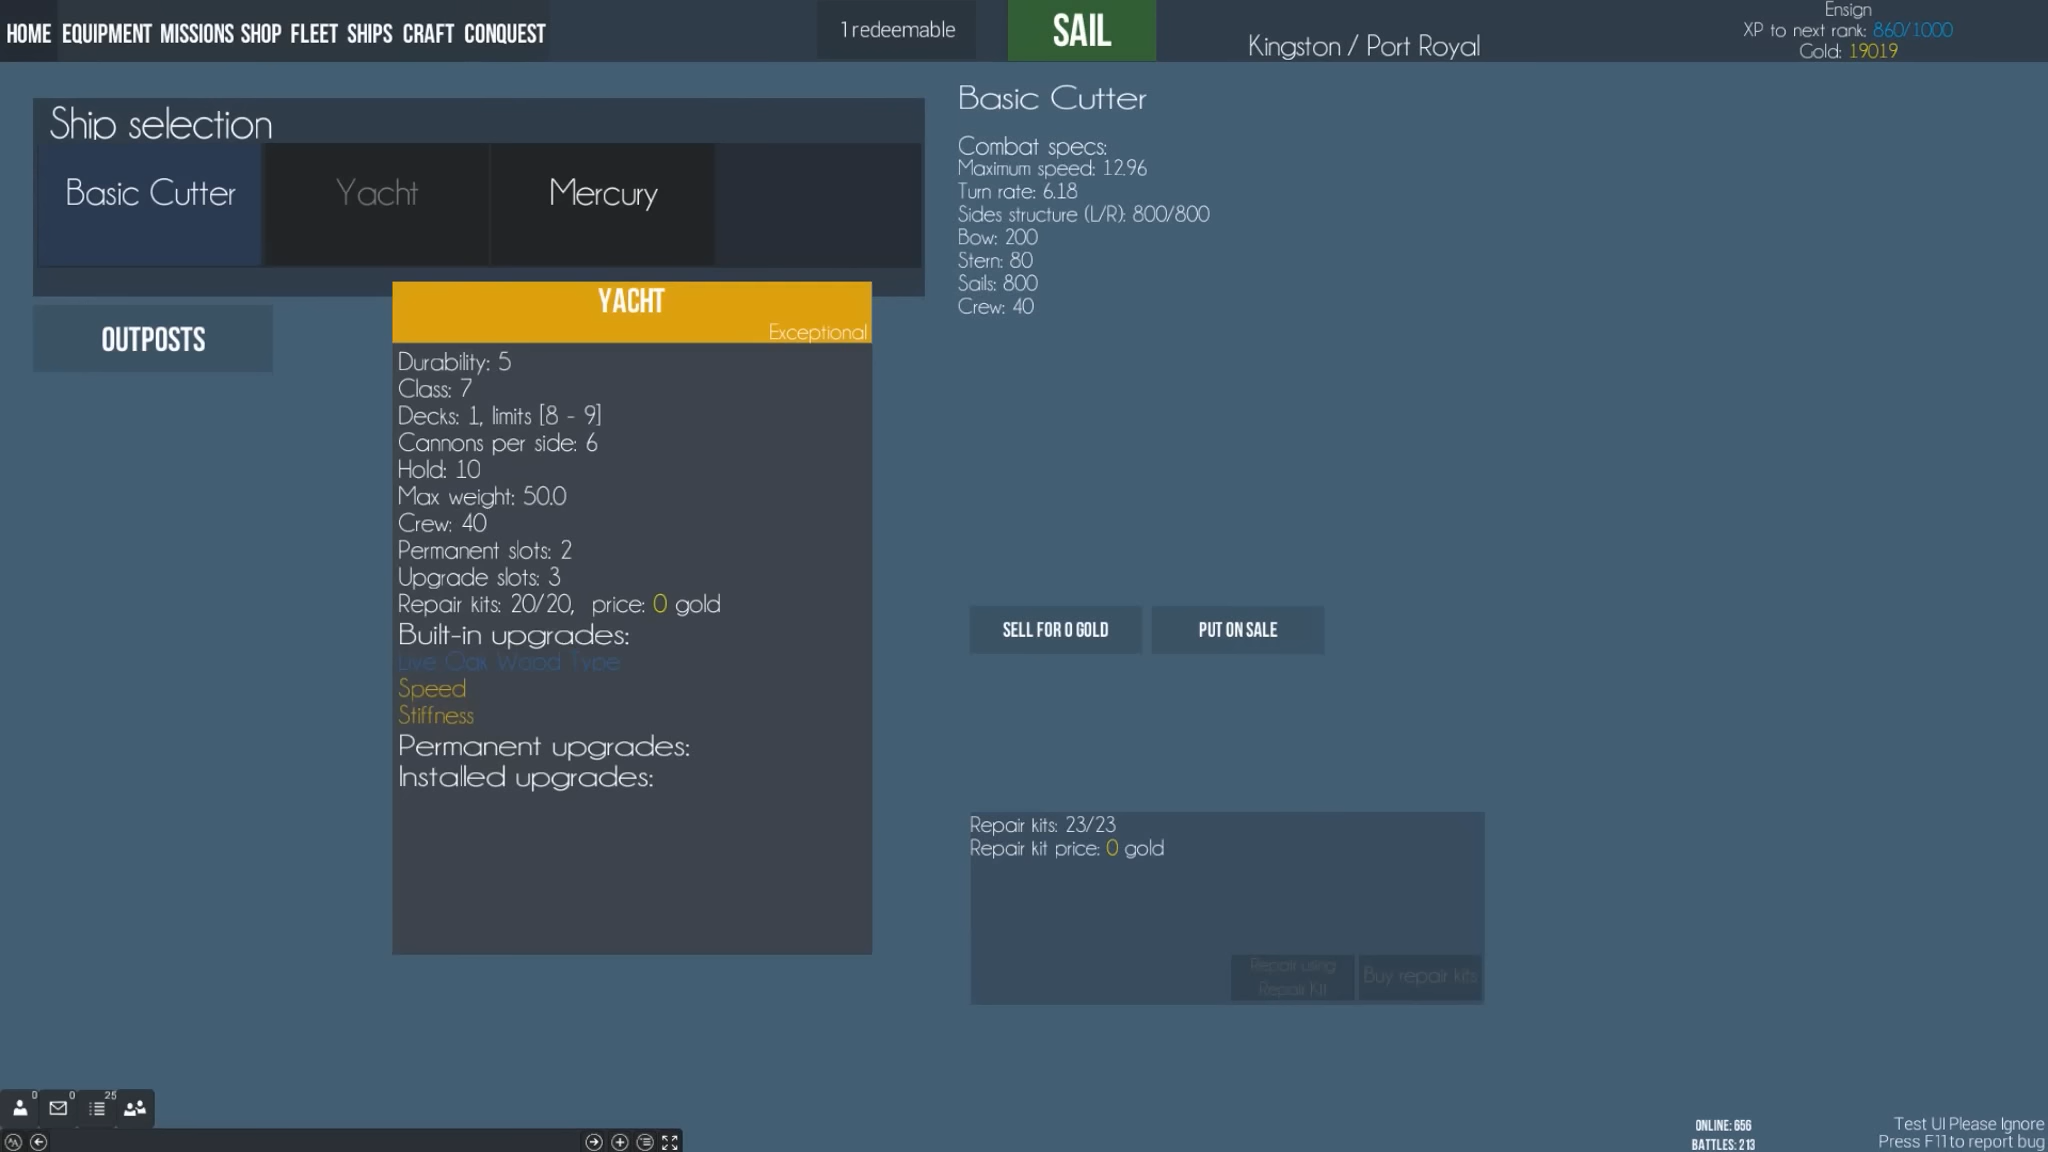 HOME EQUIPMENT MISSIONS SHOP FLEET SHIPS CRAFT CONQUEST
1 redeemable
SAIL
Kingston / Port Royal
Ensign
XP to next rank: 860/1000
Gold: 19019
Ship selection
Basic Cutter
Yacht
Mercury
OUTPOSTS
YACHT
Exceptional
Durability: 5
Class: 7
Decks: 1, limits [8 - 9]
Cannons per side: 6
Hold: 10
Max weight: 50.0
Crew: 40
Permanent slots: 2
Upgrade slots: 3
Repair kits: 20/20, price: 0 gold
Built-in upgrades:
Live Oak Wood Type
Speed
Stiffness
Permanent upgrades:
Installed upgrades:
Basic Cutter
Combat specs:
Maximum speed: 12.96
Turn rate: 6.18
Sides structure (L/R): 800/800
Bow: 200
Stern: 80
Sails: 800
Crew: 40
SELL FOR 0 GOLD
PUT ON SALE
Repair kits: 23/23
Repair kit price: 0 gold
Repair using
Repair Kit
Buy repair kits
0
0
25
ONLINE: 656
BATTLES: 213
Test UI Please Ignore
Press F11 to report bug